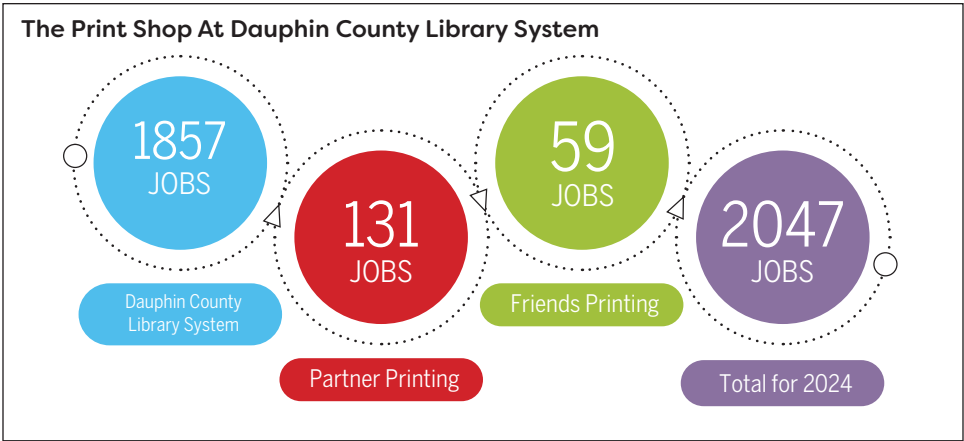 The Print Shop At Dauphin County Library System
1857
JOBS
Dauphin County
Library System
131
JOBS
Partner Printing
59
JOBS
Friends Printing
2047
JOBS
Total for 2024